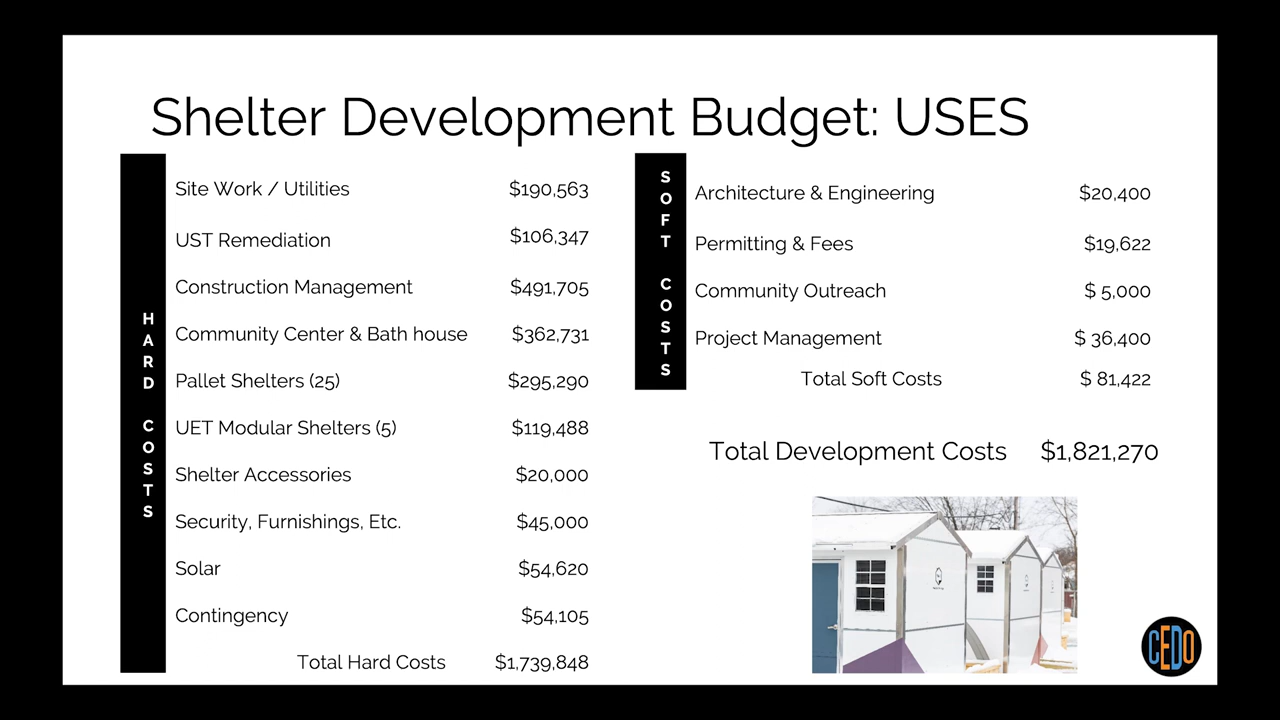 Shelter Development Budget: USES
HARD COSTS
Site Work / Utilities $190,563
UST Remediation $106,347
Construction Management $491,705
Community Center & Bath house $362,731
Pallet Shelters (25) $295,290
UET Modular Shelters (5) $119,488
Shelter Accessories $20,000
Security, Furnishings, Etc. $45,000
Solar $54,620
Contingency $54,105
Total Hard Costs $1,739,848
SOFT COSTS
Architecture & Engineering $20,400
Permitting & Fees $19,622
Community Outreach $ 5,000
Project Management $ 36,400
Total Soft Costs $ 81,422
Total Development Costs $1,821,270
CEDO